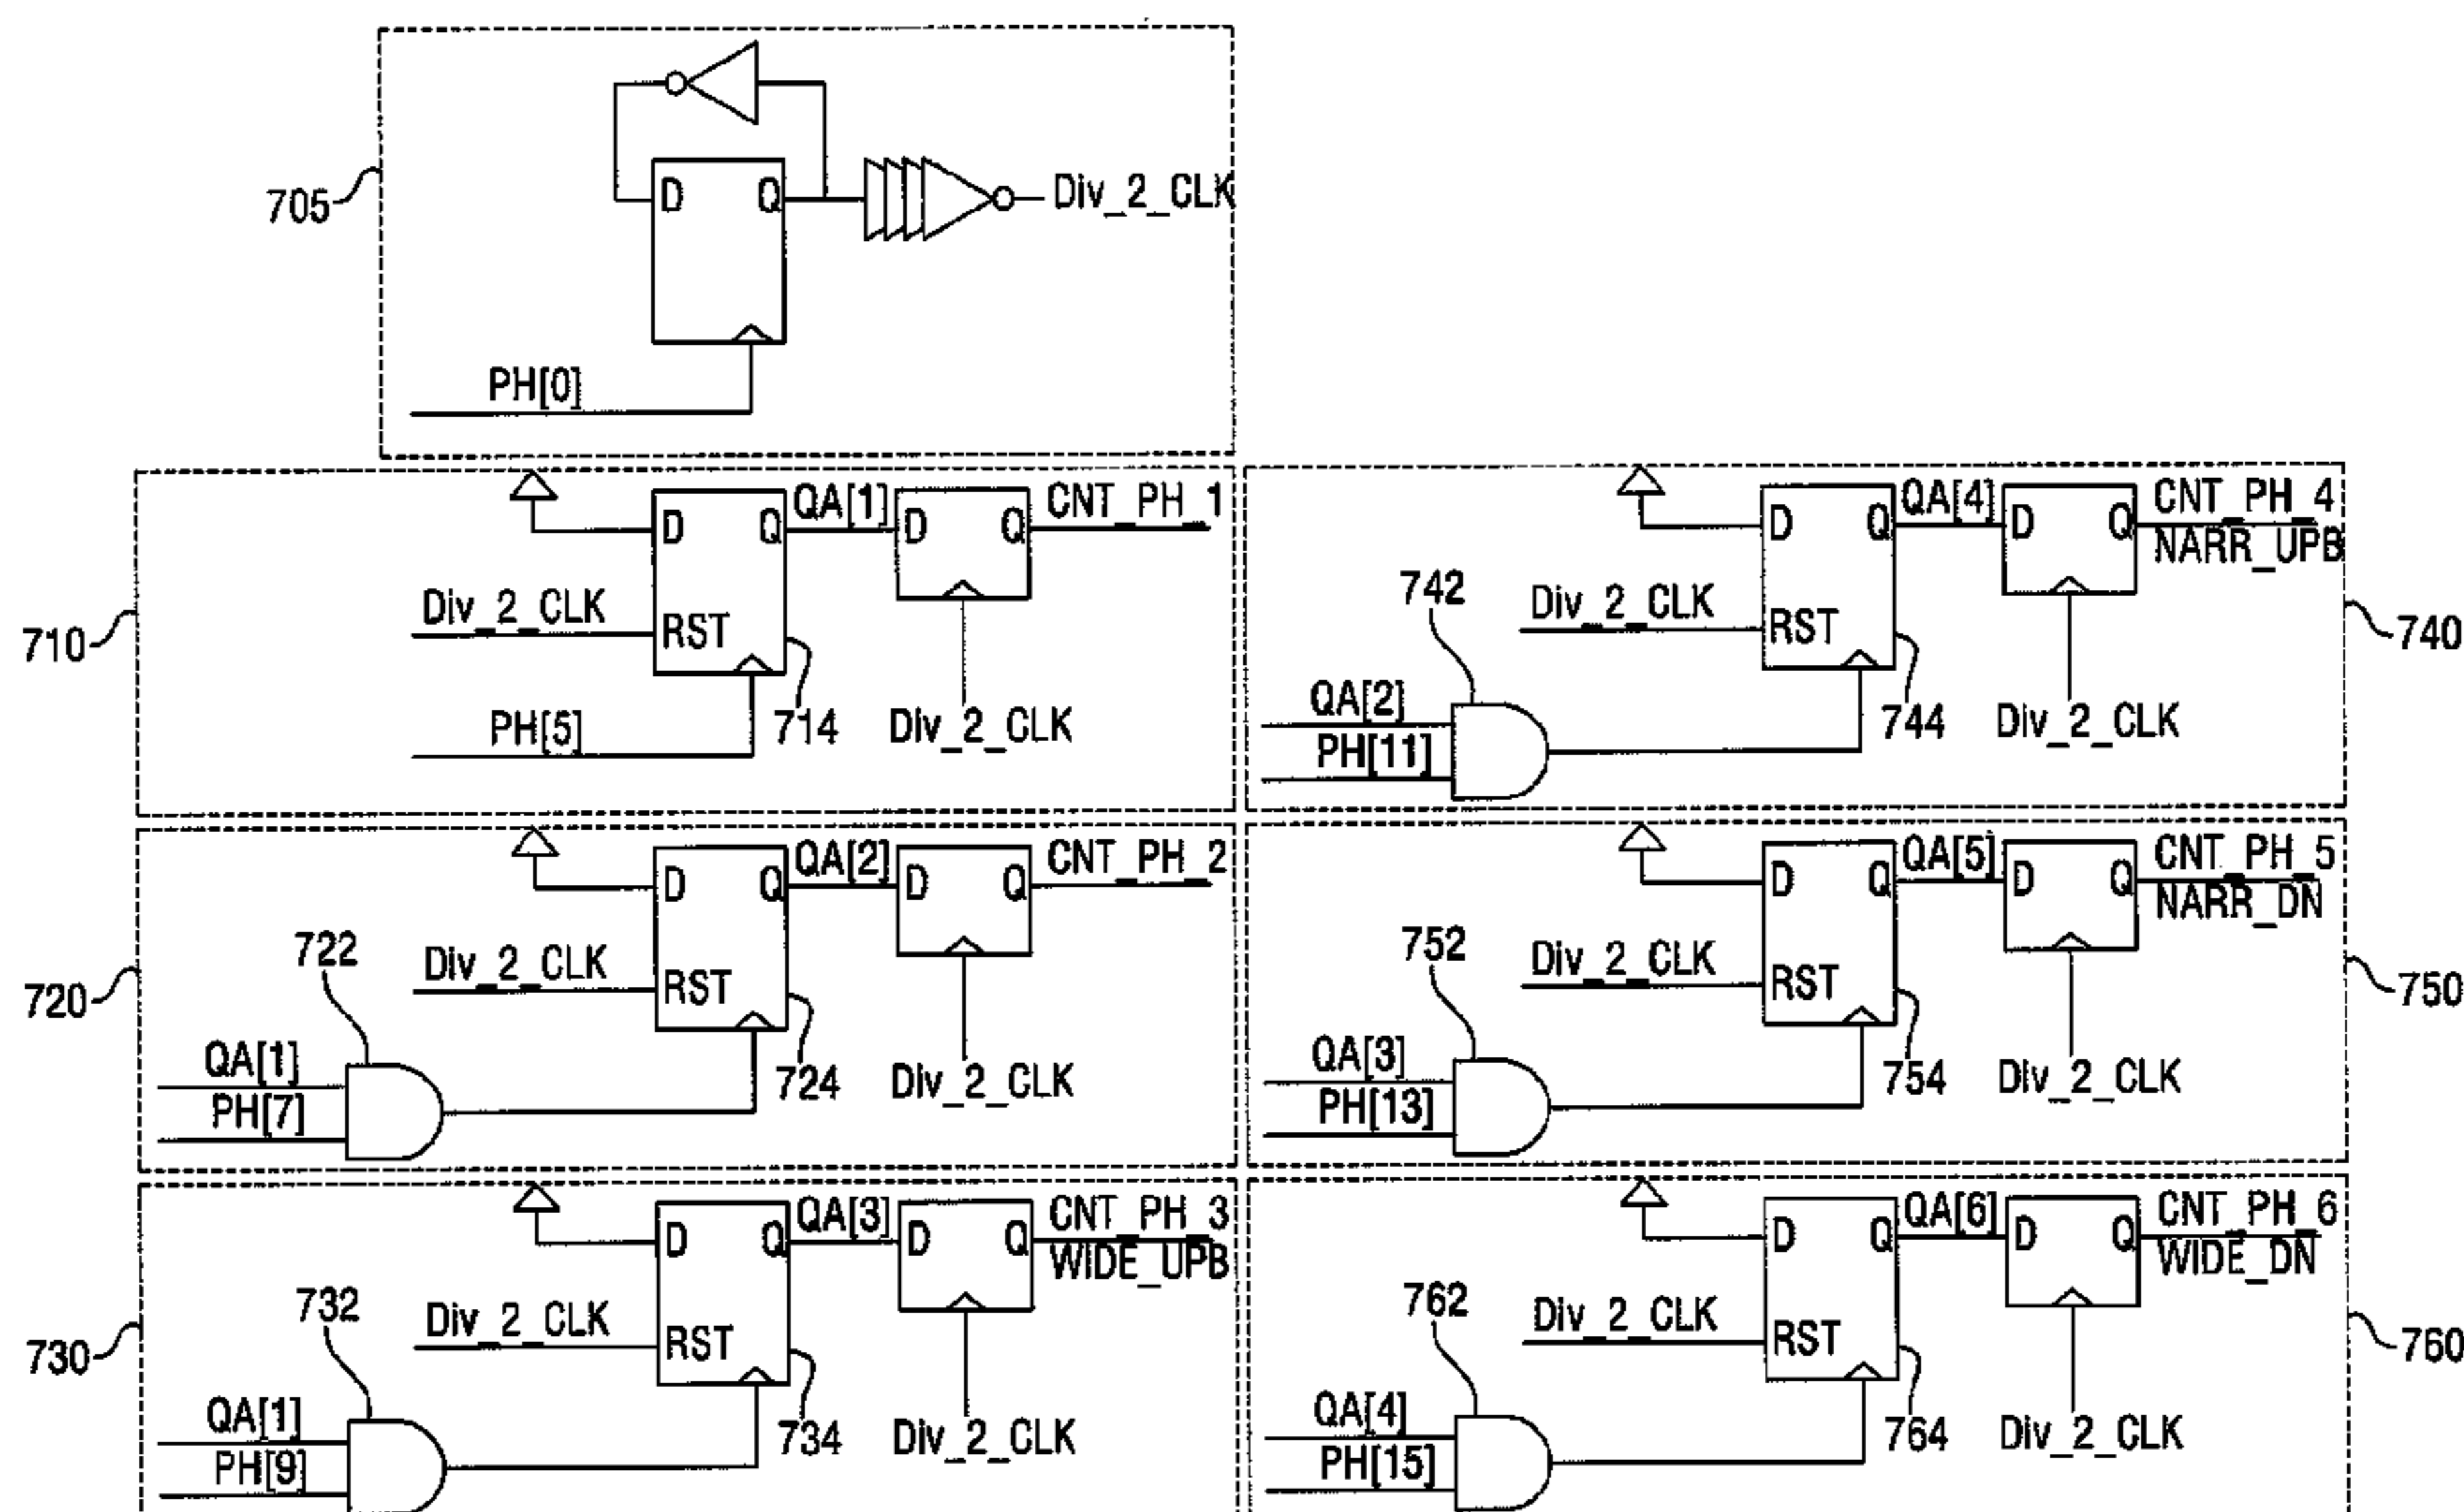 705
D Q
Div_2_CLK
PH[0]
710
D Q
QA[1]
D Q
CNT_PH_1
Div_2_CLK
RST
714
Div_2_CLK
PH[5]
740
D Q
QA[4]
D Q
CNT_PH_4
NARR_UPB
742
Div_2_CLK
RST
744
Div_2_CLK
QA[2]
PH[11]
720
D Q
QA[2]
D Q
CNT_PH_2
722
Div_2_CLK
RST
724
Div_2_CLK
QA[1]
PH[7]
750
D Q
QA[5]
D Q
CNT_PH_5
NARR_DN
752
Div_2_CLK
RST
754
Div_2_CLK
QA[3]
PH[13]
730
D Q
QA[3]
D Q
CNT_PH_3
WIDE_UPB
732
Div_2_CLK
RST
734
Div_2_CLK
QA[1]
PH[9]
760
D Q
QA[6]
D Q
CNT_PH_6
WIDE_DN
762
Div_2_CLK
RST
764
Div_2_CLK
QA[4]
PH[15]